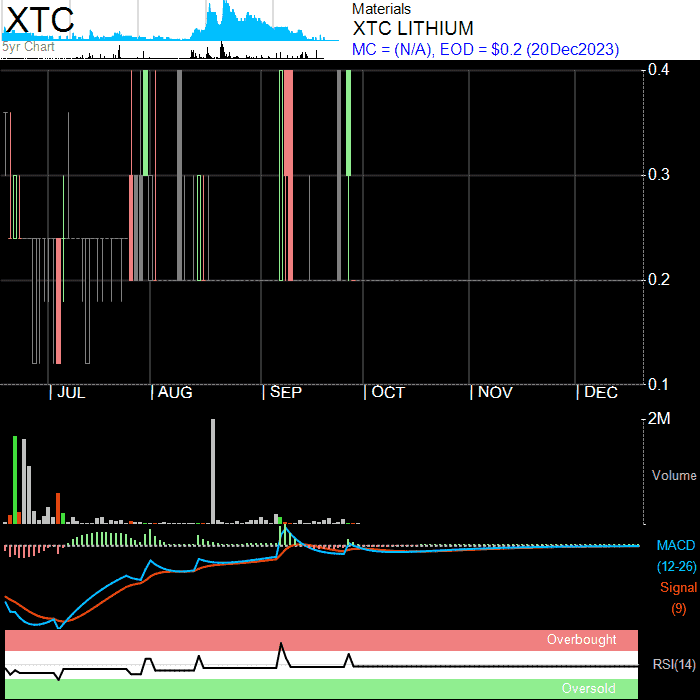 XTC
5yr Chart
Materials
XTC LITHIUM
MC = (N/A), EOD = $0.2 (20Dec2023)
0.4
0.3
0.2
0.1
JUL
AUG
SEP
OCT
NOV
DEC
2M
Volume
MACD
(12-26)
Signal
(9)
Overbought
RSI(14)
Oversold